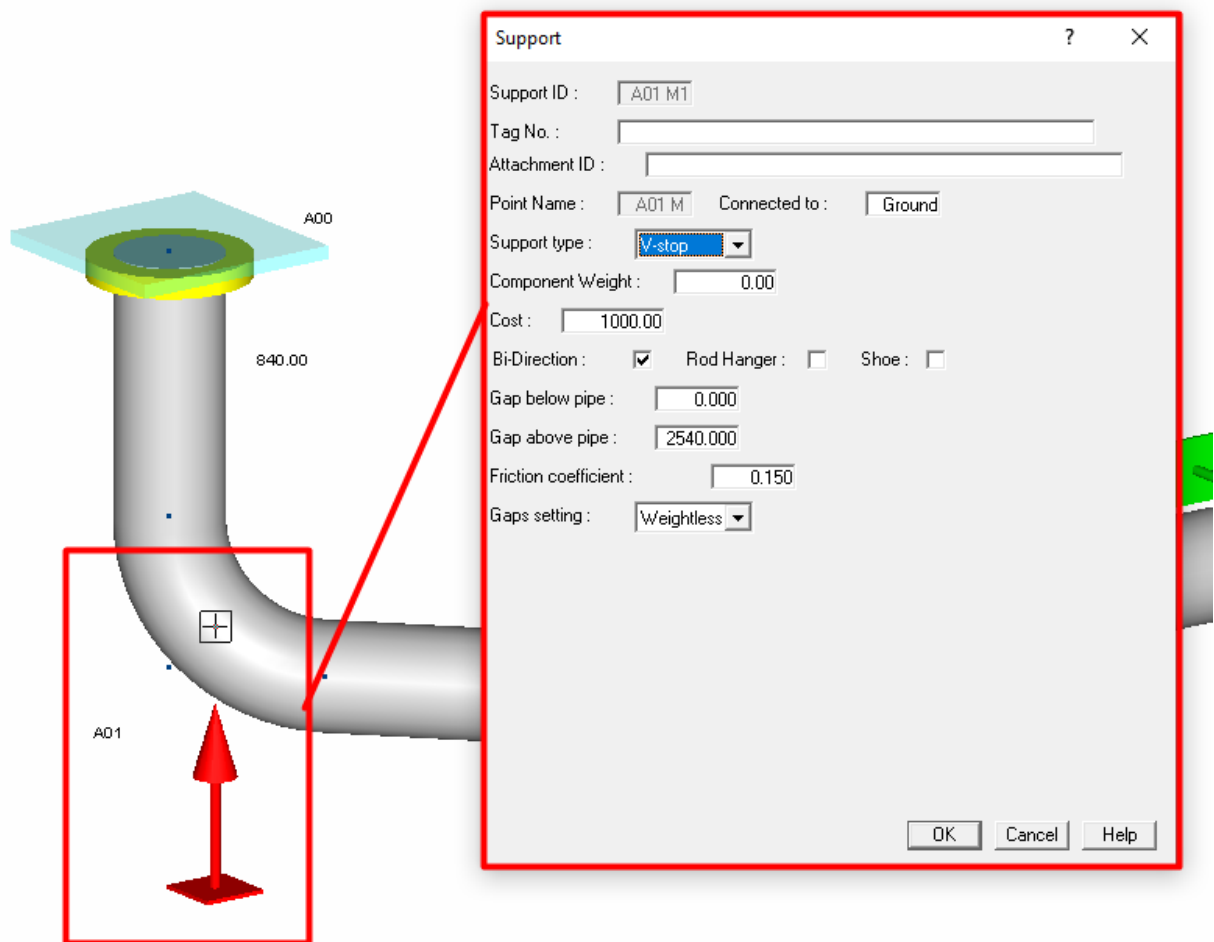 Support ? ×
Support ID : A01 M1
Tag No. :
Attachment ID :
Point Name : A01 M Connected to : Ground
Support type : V-stop
Component Weight : 0.00
Cost : 1000.00
Bi-Direction : Rod Hanger : Shoe :
Gap below pipe : 0.000
Gap above pipe : 2540.000
Friction coefficient : 0.150
Gaps setting : Weightless
OK Cancel Help
A00
840.00
A01